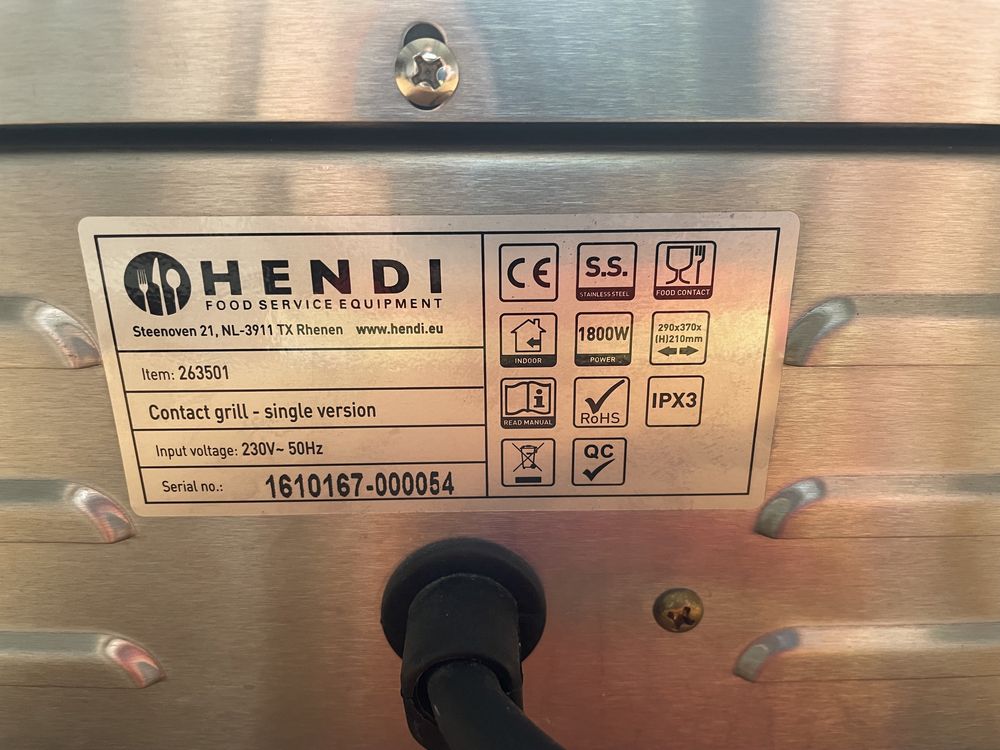 HENDI
FOOD SERVICE EQUIPMENT
Steenoven 21, NL-3911 TX Rhenen www.hendi.eu
Item: 263501
Contact grill - single version
Input voltage: 230V~ 50Hz
Serial no.: 1610167-000054
CE
S.S.
STAINLESS STEEL
FOOD CONTACT
INDOOR
1800W
POWER
290x370x
(H)210mm
i
READ MANUAL
RoHS
IPX3
QC